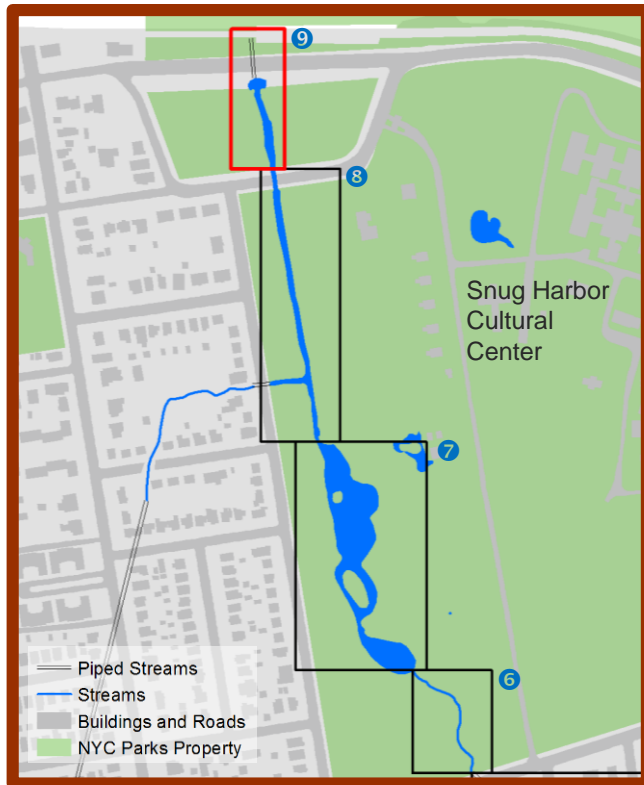 9
8
Snug Harbor
Cultural
Center
7
6
Piped Streams
Streams
Buildings and Roads
NYC Parks Property